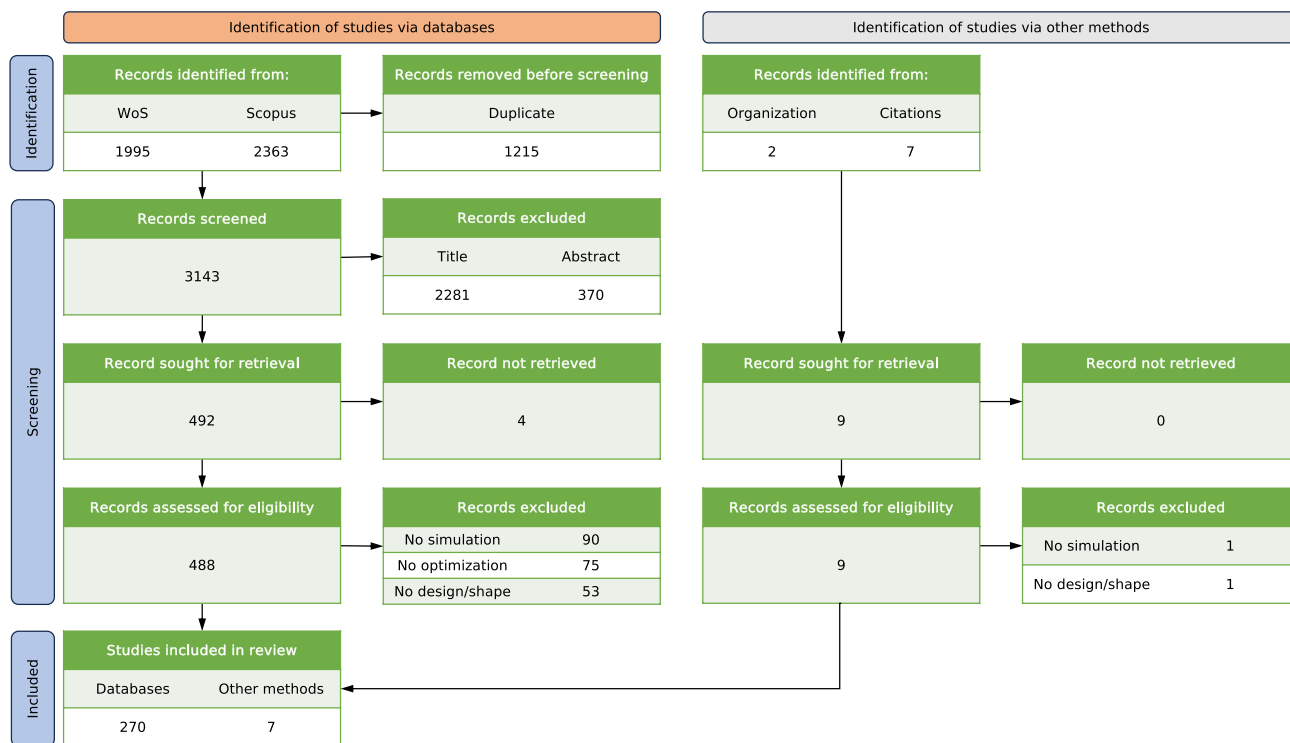 Identification of studies via databases
Identification of studies via other methods
Identification
Records identified from:
WoS Scopus
1995 2363
Records removed before screening
Duplicate
1215
Records identified from:
Organization Citations
2 7
Screening
Records screened
3143
Records excluded
Title Abstract
2281 370
Record sought for retrieval
492
Record not retrieved
4
Record sought for retrieval
9
Record not retrieved
0
Records assessed for eligibility
488
Records excluded
No simulation 90
No optimization 75
No design/shape 53
Records assessed for eligibility
9
Records excluded
No simulation 1
No design/shape 1
Included
Studies included in review
Databases Other methods
270 7